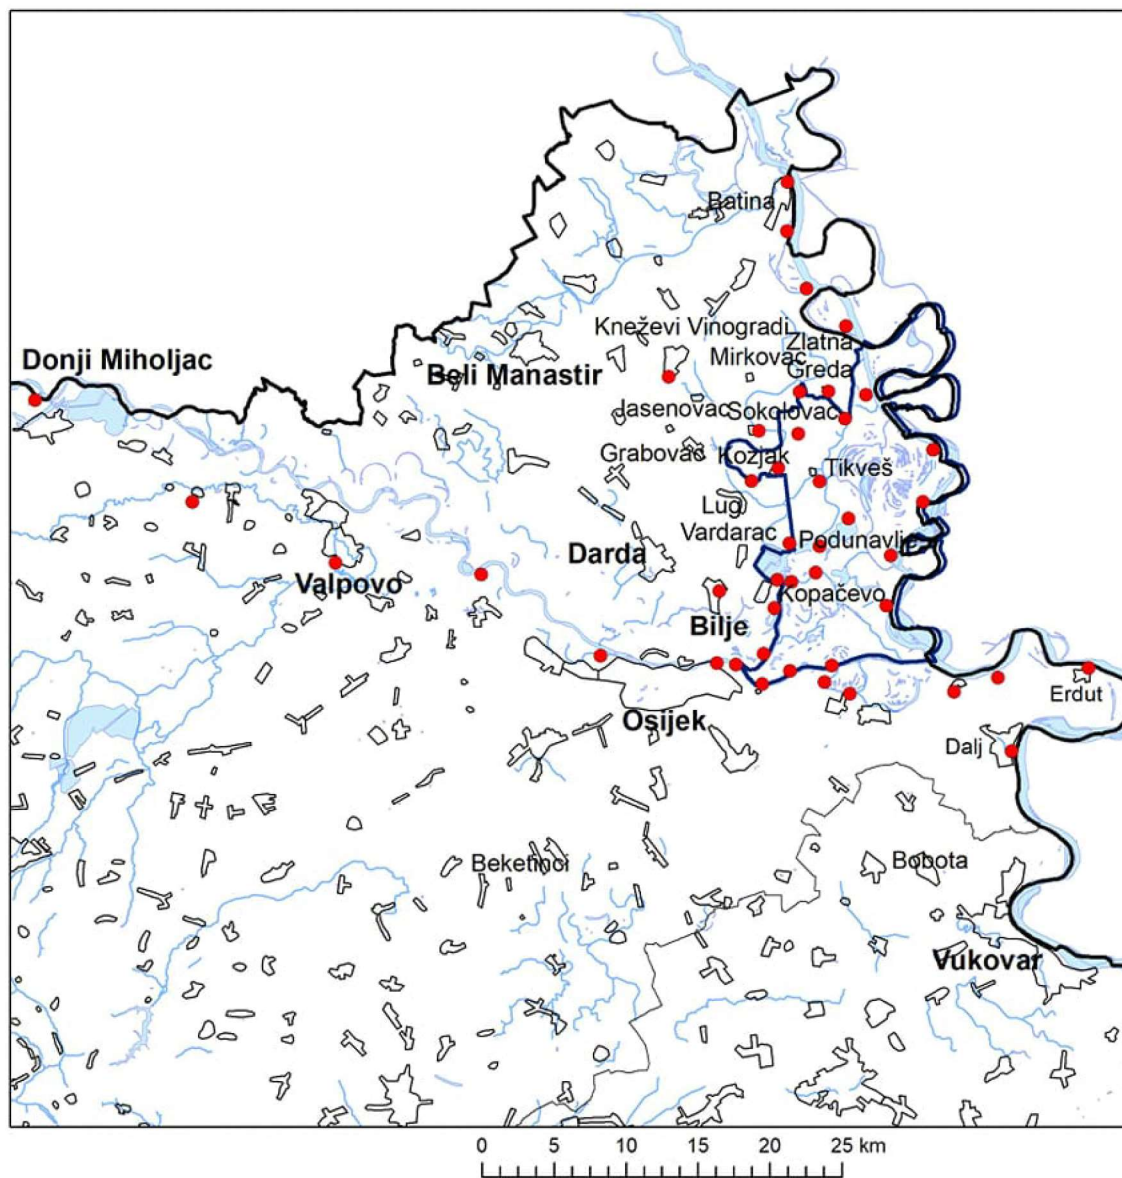 Batina
Kneževi Vinogradi
Zlatna
Greda
Mirkovac
Donji Miholjac
Beli Manastir
Jasenovac
Sokolovac
Grabovac
Kozjak
Tikveš
Lug
Vardarac
Podunavlje
Darda
Valpovo
Kopačevo
Bilje
Erdut
Osijek
Dalj
Beketinci
Bobota
Vukovar
0 5 10 15 20 25 km